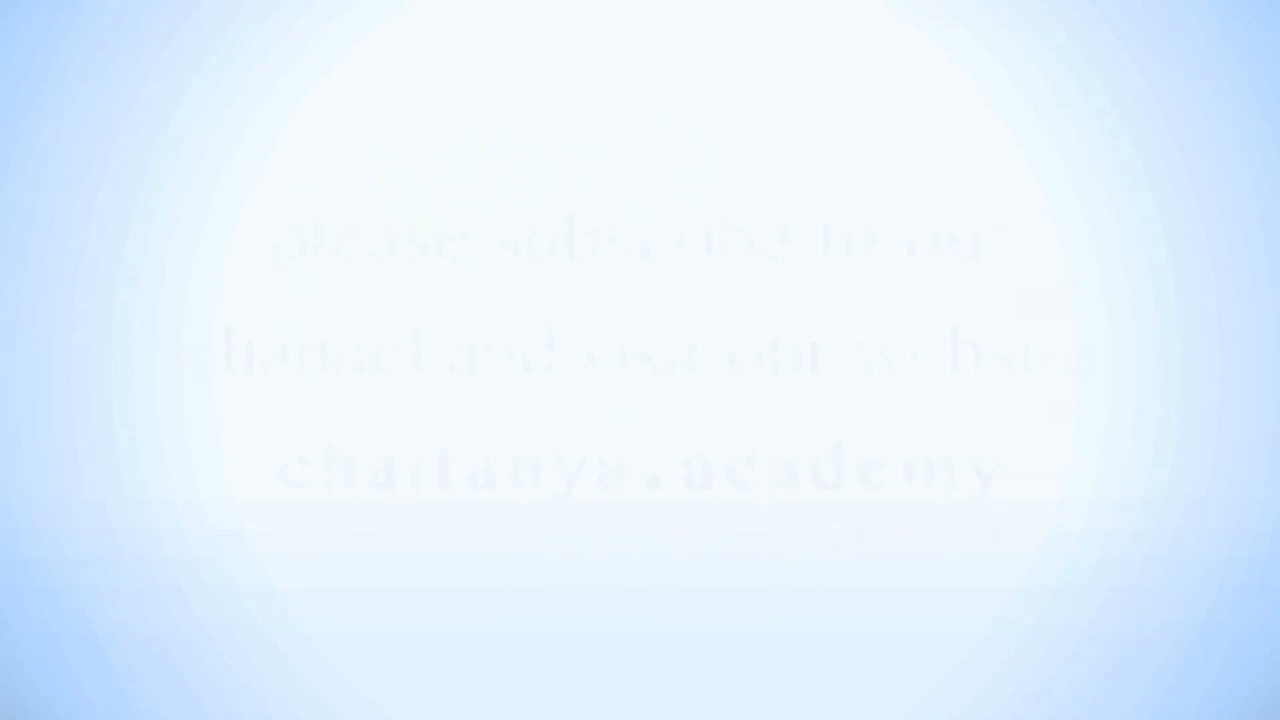 please subscribe to our
channel and visit our website
chaitanya.academy